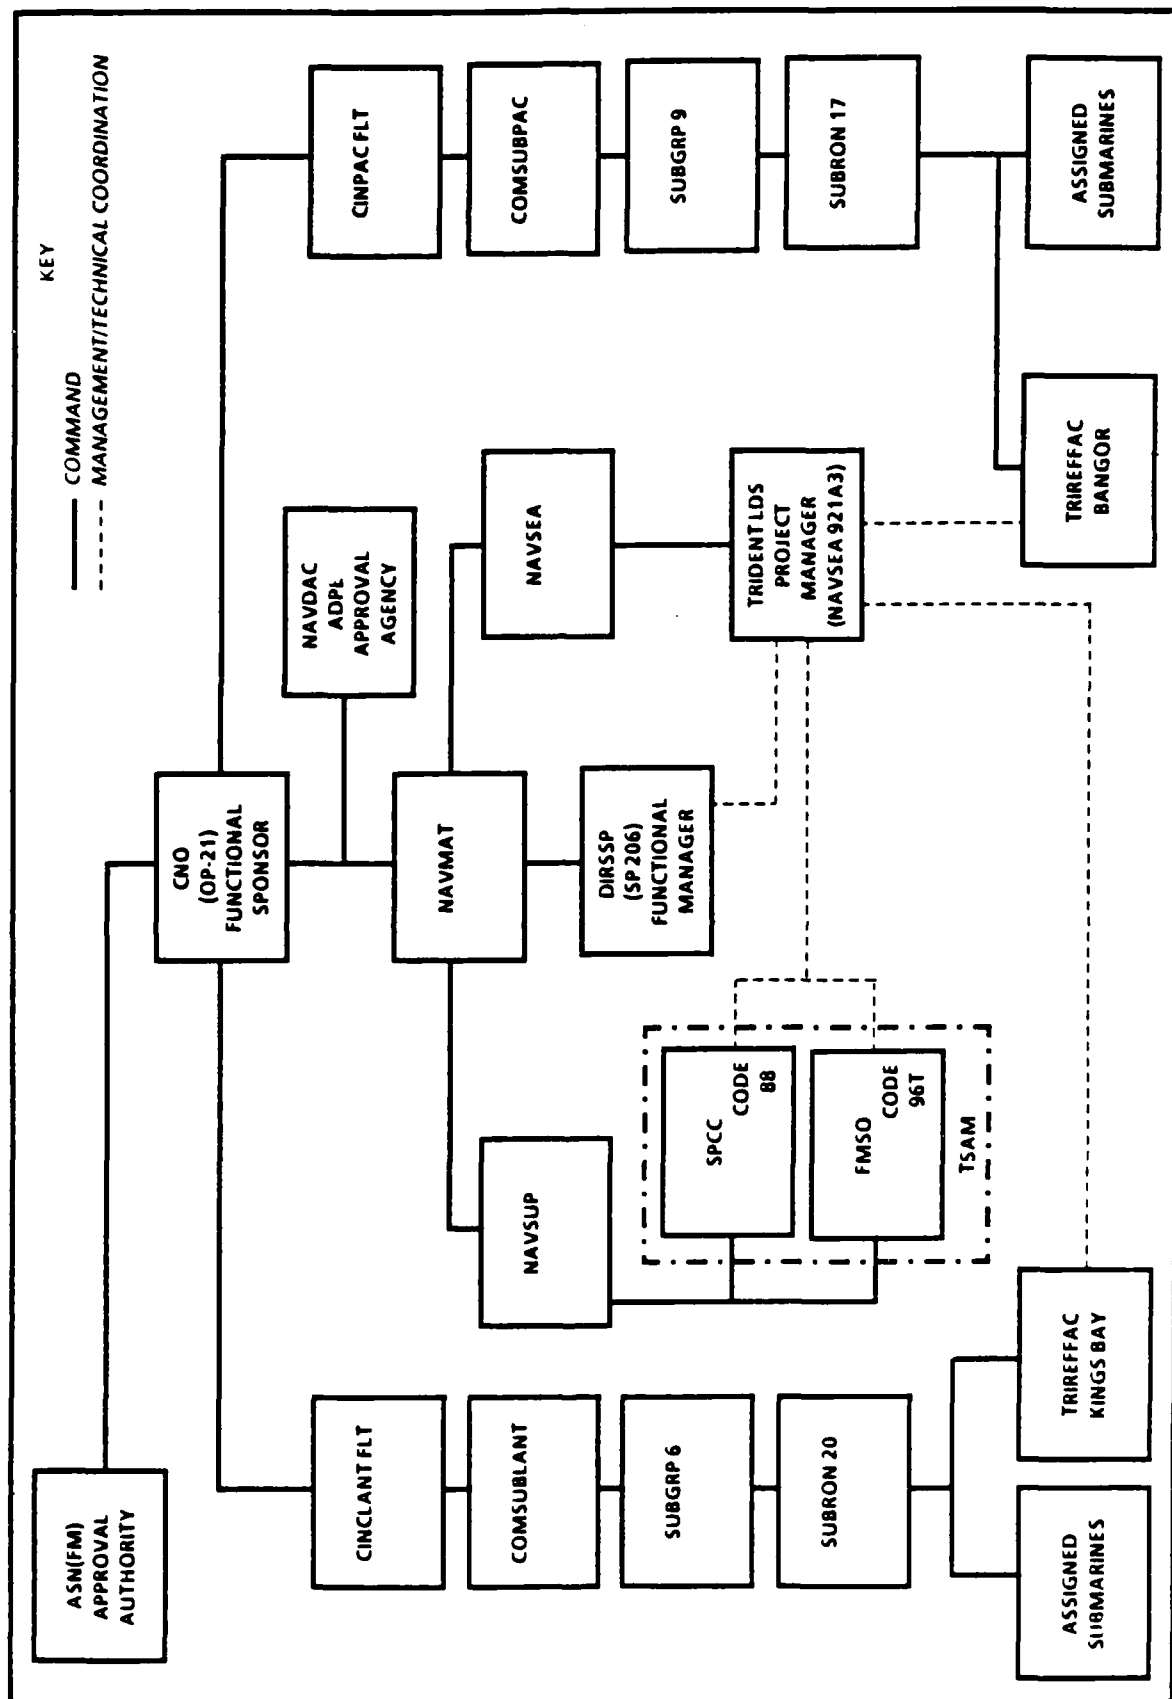 KEY
COMMAND
MANAGEMENT/TECHNICAL COORDINATION
ASN(FM)
APPROVAL
AUTHORITY
CNO
(OP-21)
FUNCTIONAL
SPONSOR
NAVDAC
ADPE
APPROVAL
AGENCY
CINCLANT FLT
NAVMAT
CINPAC FLT
COMSUBLANT
NAVSUP
NAVSEA
COMSUBPAC
DIRSSP
(SP 206)
FUNCTIONAL
MANAGER
SUBGRP 6
SPCC
CODE
88
SUBGRP 9
TRIDENT LDS
PROJECT
MANAGER
(NAVSEA 921A3)
SUBRON 20
FMSO
CODE
96T
SUBRON 17
TSAM
ASSIGNED
SUBMARINES
TRIREFFAC
KINGS BAY
TRIREFFAC
BANGOR
ASSIGNED
SUBMARINES